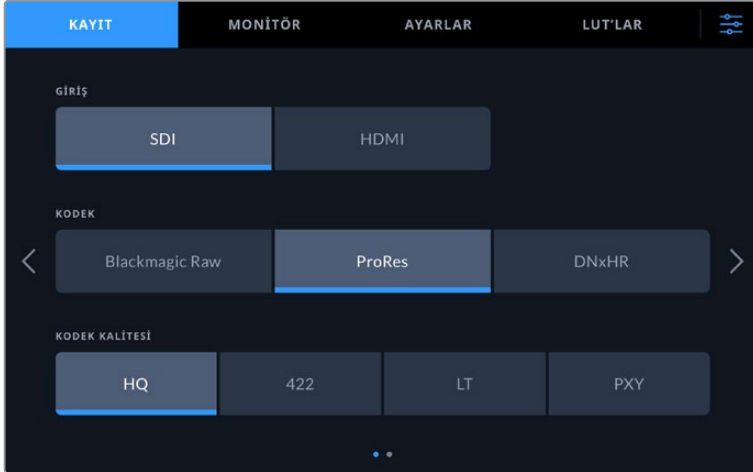 KAYIT MONİTÖR AYARLAR LUT'LAR
GİRİŞ
SDI HDMI
KODEK
Blackmagic Raw ProRes DNxHR
KODEK KALİTESİ
HQ 422 LT PXY